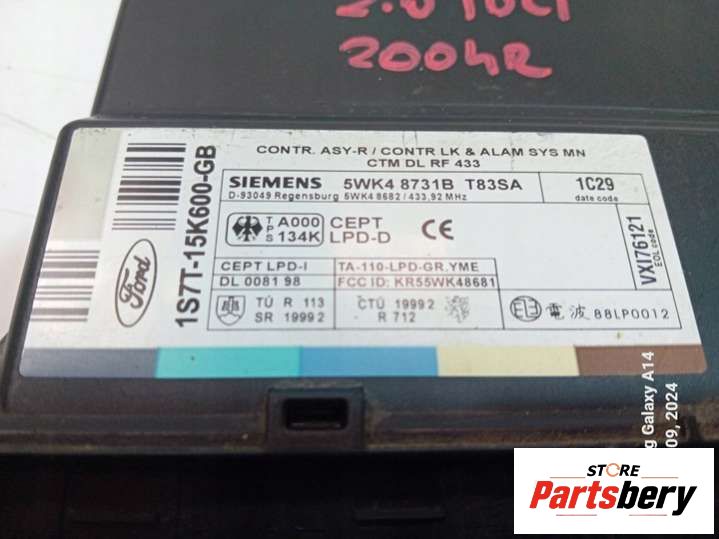 2.0 TDCI
2004R
Ford
1S7T-15K600-GB
CONTR. ASY-R / CONTR LK & ALAM SYS MN
CTM DL RF 433
SIEMENS 5WK4 8731B T83SA
D-93049 Regensburg 5WK4 8682 / 433,92 MHz
1C29
date code
T P S A000 134K
CEPT
LPD-D
CE
CEPT LPD-I
DL 0081 98
TA-110-LPD-GR.YME
FCC ID: KR55WK48681
VXI76121
EOL code
TÚ R 113
SR 1999 2
ČTÚ 1999 2
R 712
電波 88LP0012
g Galaxy A14
09, 2024
STORE
Partsbery